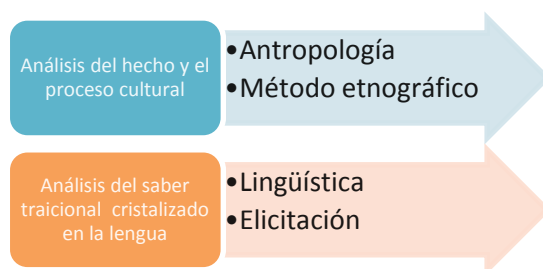 Análisis del hecho y el
proceso cultural
•Antropología
•Método etnográfico
Análisis del saber
traicional cristalizado
en la lengua
•Lingüística
•Elicitación